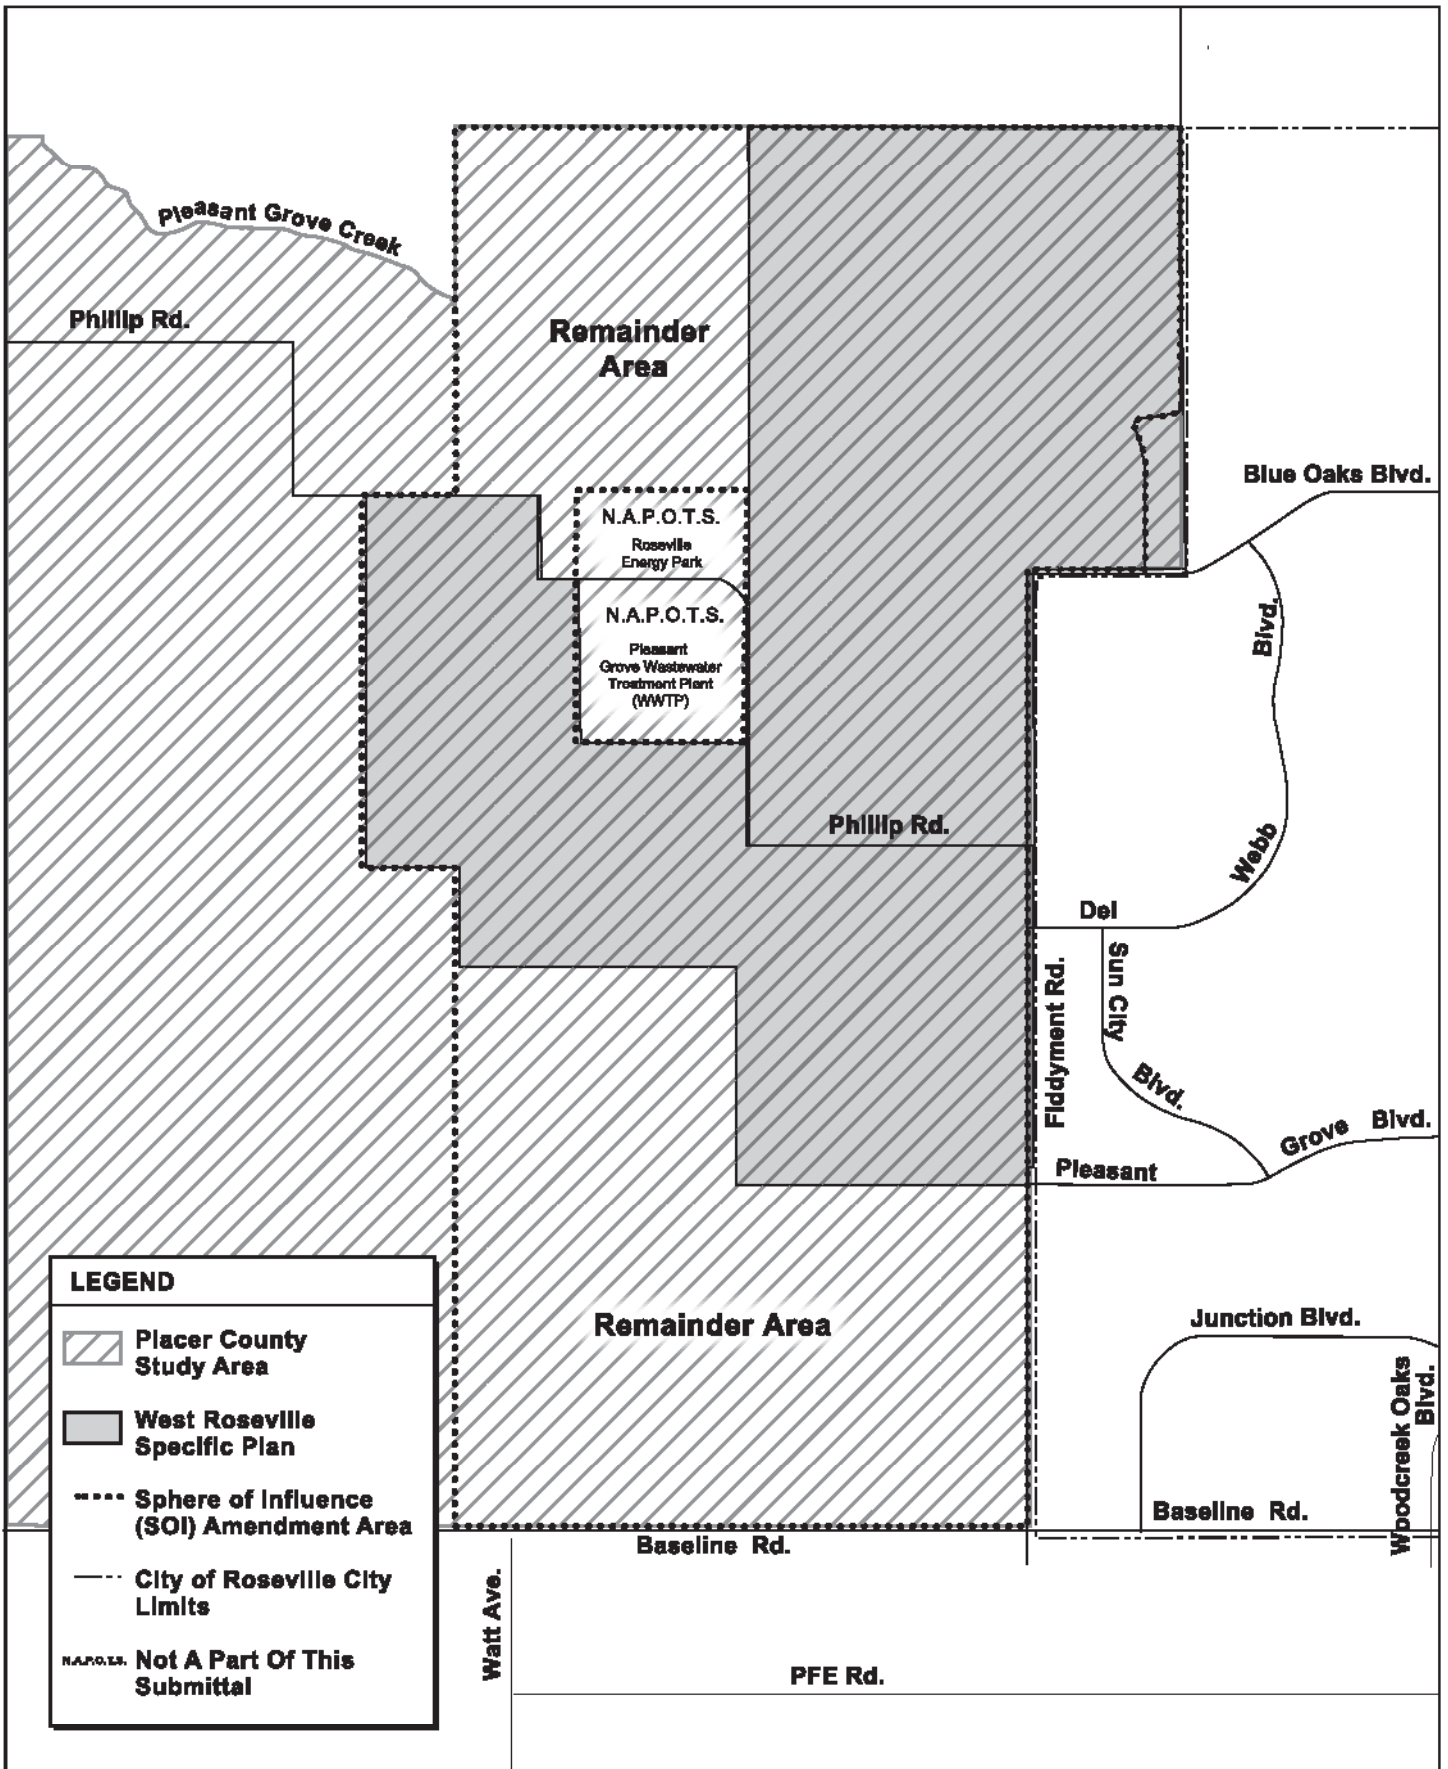 Pleasant Grove Creek
Phillip Rd.
Remainder
Area
Blue Oaks Blvd.
N.A.P.O.T.S.
Roseville
Energy Park
N.A.P.O.T.S.
Pleasant
Grove Wastewater
Treatment Plant
(WWTP)
Blvd.
Webb
Del
Phillip Rd.
Sun City
Blvd.
Fiddyment Rd.
Pleasant
Grove
Blvd.
LEGEND
Placer County
Study Area
West Roseville
Specific Plan
Sphere of Influence
(SOI) Amendment Area
City of Roseville City
Limits
N.A.P.O.T.S. Not A Part Of This
Submittal
Remainder Area
Junction Blvd.
Woodcreek Oaks
Blvd.
Baseline Rd.
Baseline Rd.
Watt Ave.
PFE Rd.